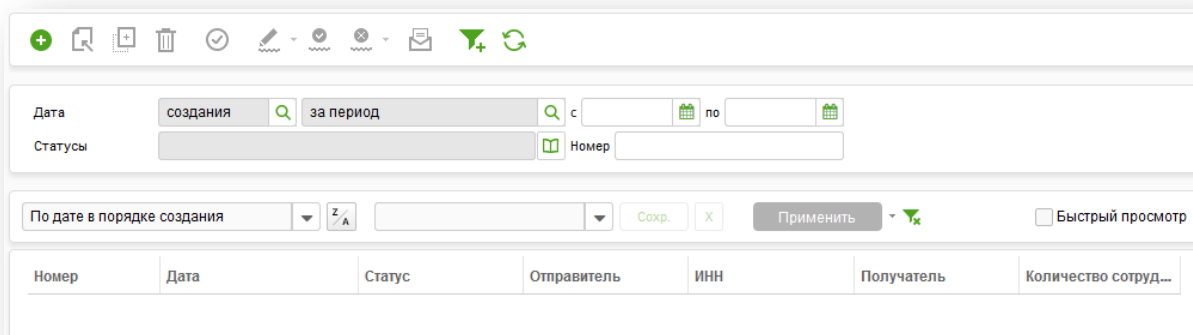 Дата создания за период с по
Статусы Номер
По дате в порядке создания Z/A Сохр. X Применить Быстрый просмотр
Номер Дата Статус Отправитель ИНН Получатель Количество сотруд...